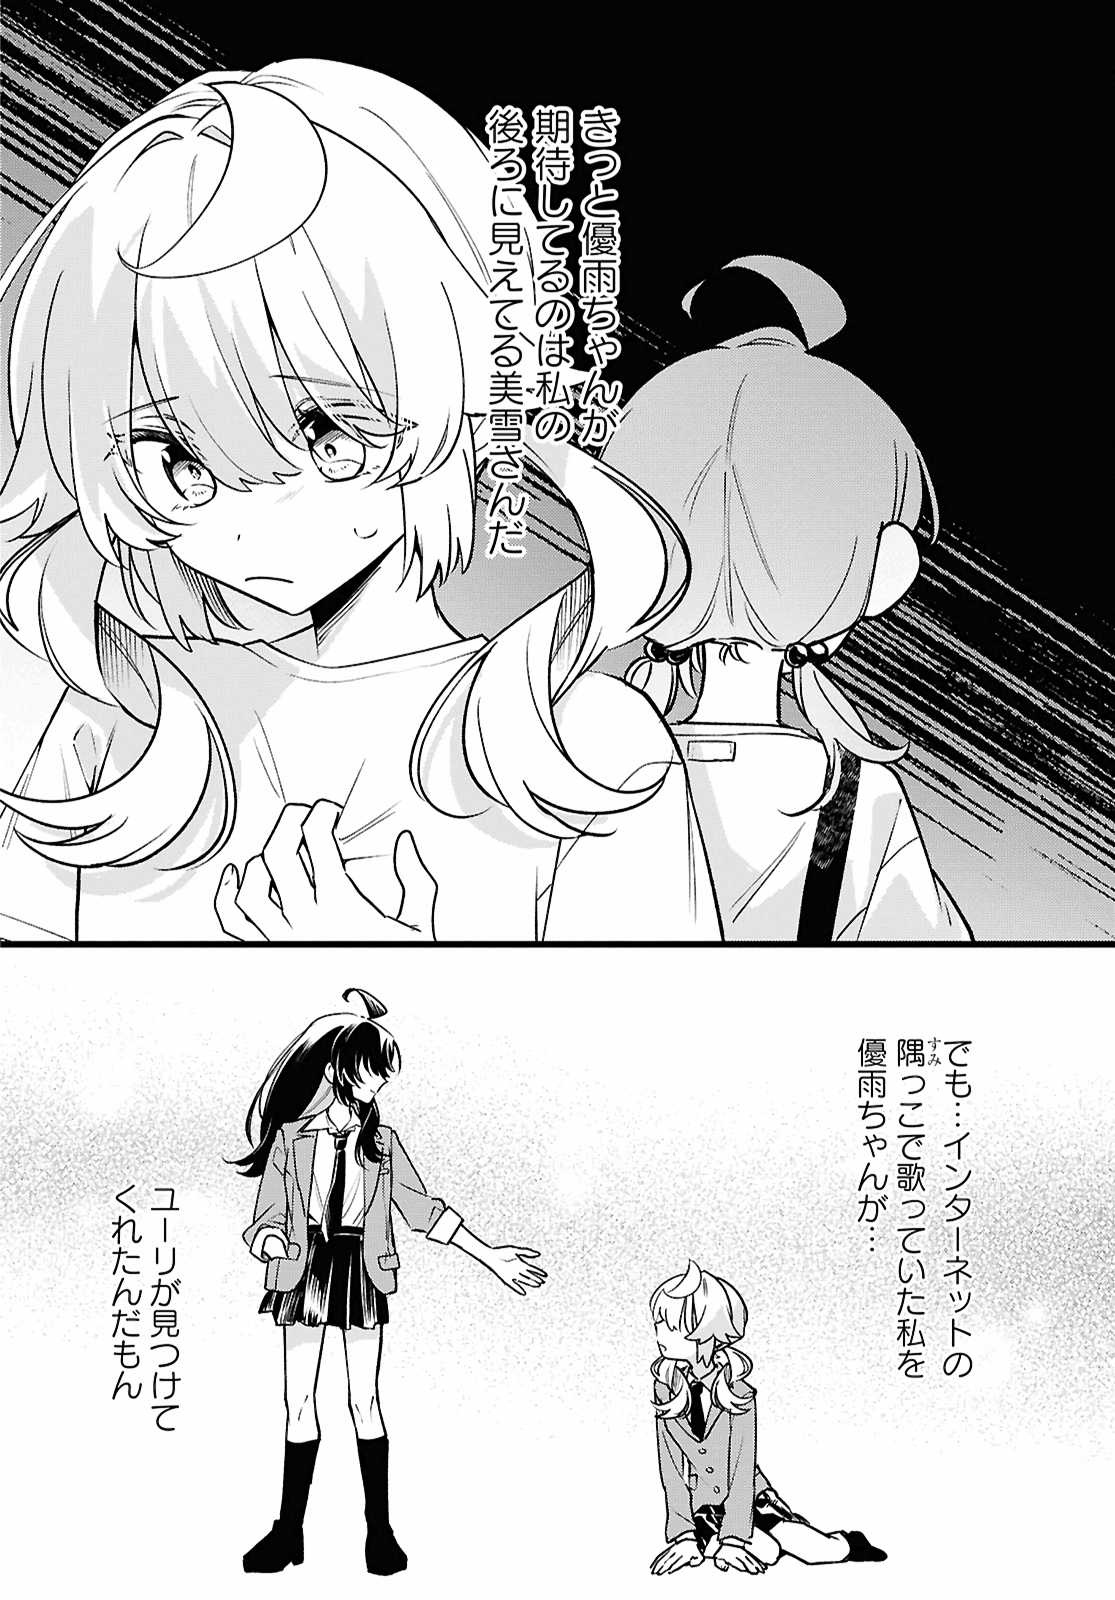 きっと優雨ちゃんが
期待してるのは私の
後ろに見えてる美雪さんだ
でも…インターネットの
隅っこで歌っていた私を
すみ
優雨ちゃんが…
ユーリが見つけて
くれたんだもん